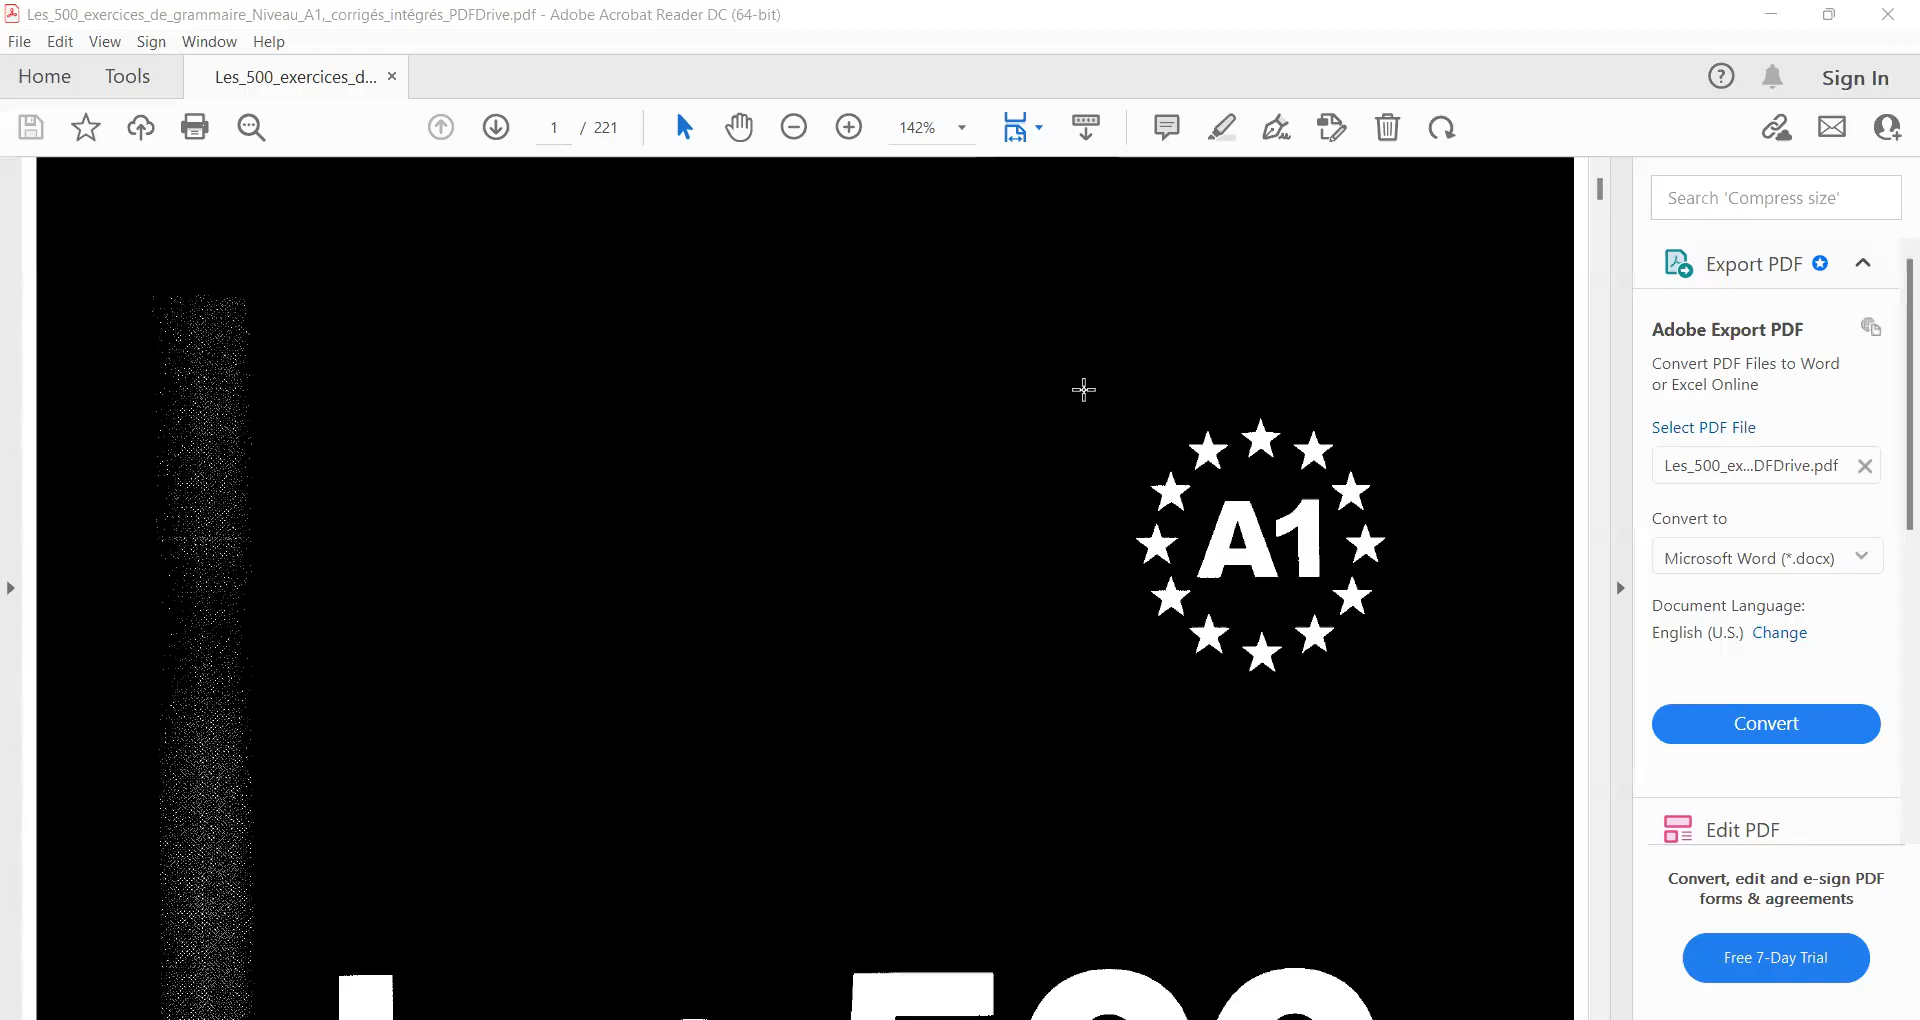 Les_500_exercices_de_grammaire_Niveau_A1,_corrigés_intégrés_PDFDrive.pdf - Adobe Acrobat Reader DC (64-bit)
File Edit View Sign Window Help
Home Tools Les_500_exercices_d... Sign In
1 / 221 142%
Search 'Compress size'
Export PDF
Adobe Export PDF
Convert PDF Files to Word
or Excel Online
Select PDF File
Les_500_ex...DFDrive.pdf
Convert to
Microsoft Word (*.docx)
Document Language:
English (U.S.) Change
Convert
Edit PDF
Convert, edit and e-sign PDF
forms & agreements
Free 7-Day Trial
A1